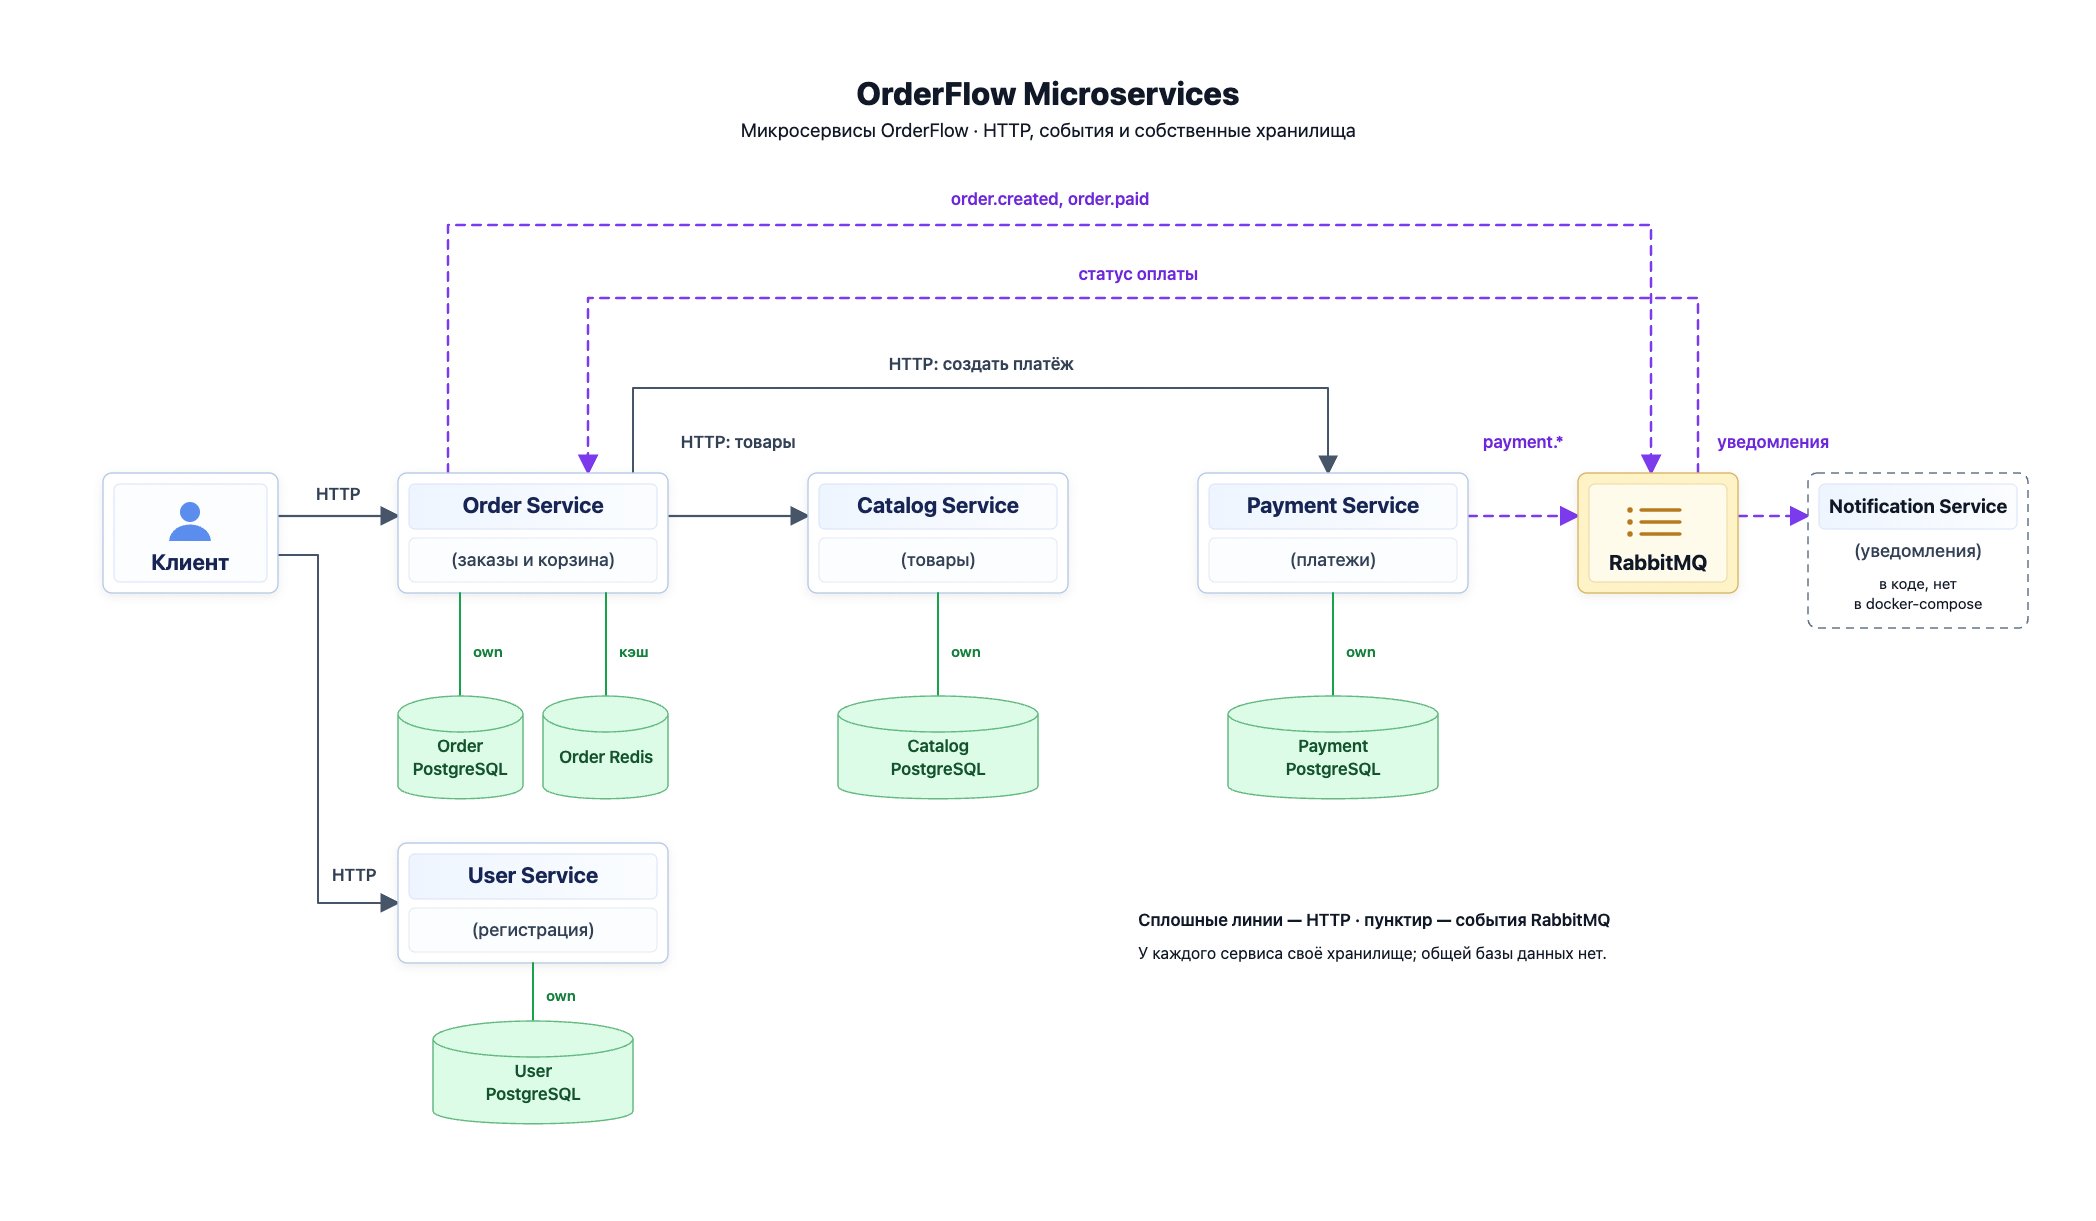 OrderFlow Microservices
Микросервисы OrderFlow · HTTP, события и собственные хранилища
order.created, order.paid
статус оплаты
HTTP: создать платёж
HTTP: товары
payment.*
уведомления
HTTP
Клиент
Order Service
(заказы и корзина)
Catalog Service
(товары)
Payment Service
(платежи)
RabbitMQ
Notification Service
(уведомления)
в коде, нет
в docker-compose
own
кэш
own
own
Order
PostgreSQL
Order Redis
Catalog
PostgreSQL
Payment
PostgreSQL
HTTP
User Service
(регистрация)
own
User
PostgreSQL
Сплошные линии — HTTP · пунктир — события RabbitMQ
У каждого сервиса своё хранилище; общей базы данных нет.